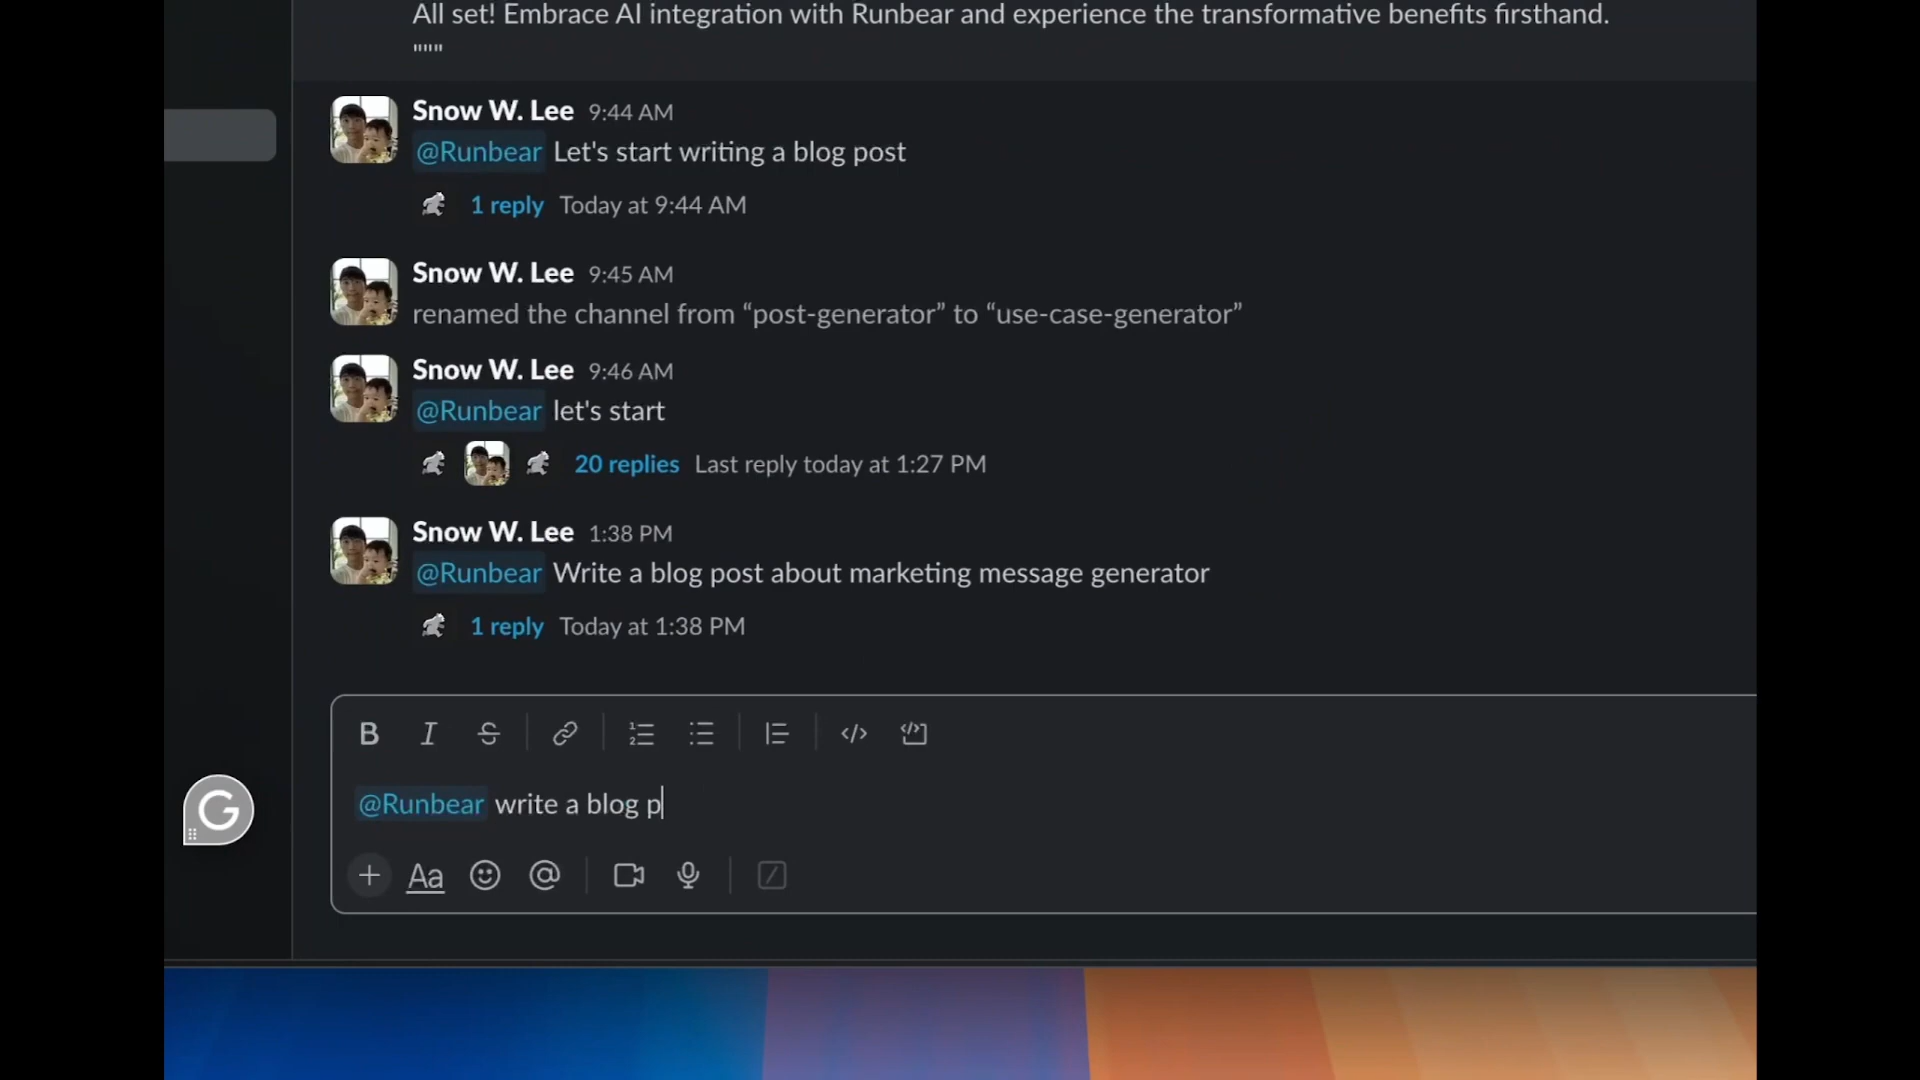 All set! Embrace AI integration with Runbear and experience the transformative benefits firsthand.
"""
Snow W. Lee 9:44 AM
@Runbear Let's start writing a blog post
1 reply Today at 9:44 AM
Snow W. Lee 9:45 AM
renamed the channel from “post-generator” to “use-case-generator”
Snow W. Lee 9:46 AM
@Runbear let's start
20 replies Last reply today at 1:27 PM
Snow W. Lee 1:38 PM
@Runbear Write a blog post about marketing message generator
1 reply Today at 1:38 PM
B I S
@Runbear write a blog p
Aa